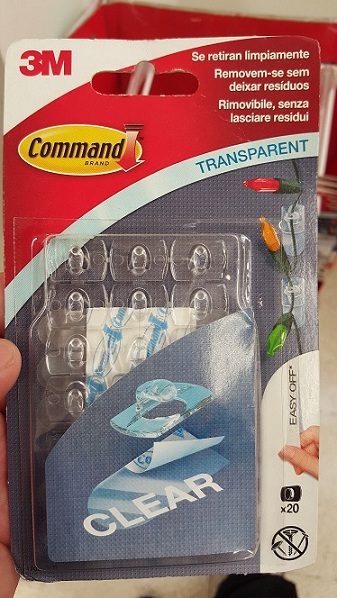 3M
Se retiran limpiamente
Removem-se sem
deixar resíduos
Rimovibile, senza
lasciare residui
Command
BRAND
TRANSPARENT
EASY OFF®
CLEAR
x20